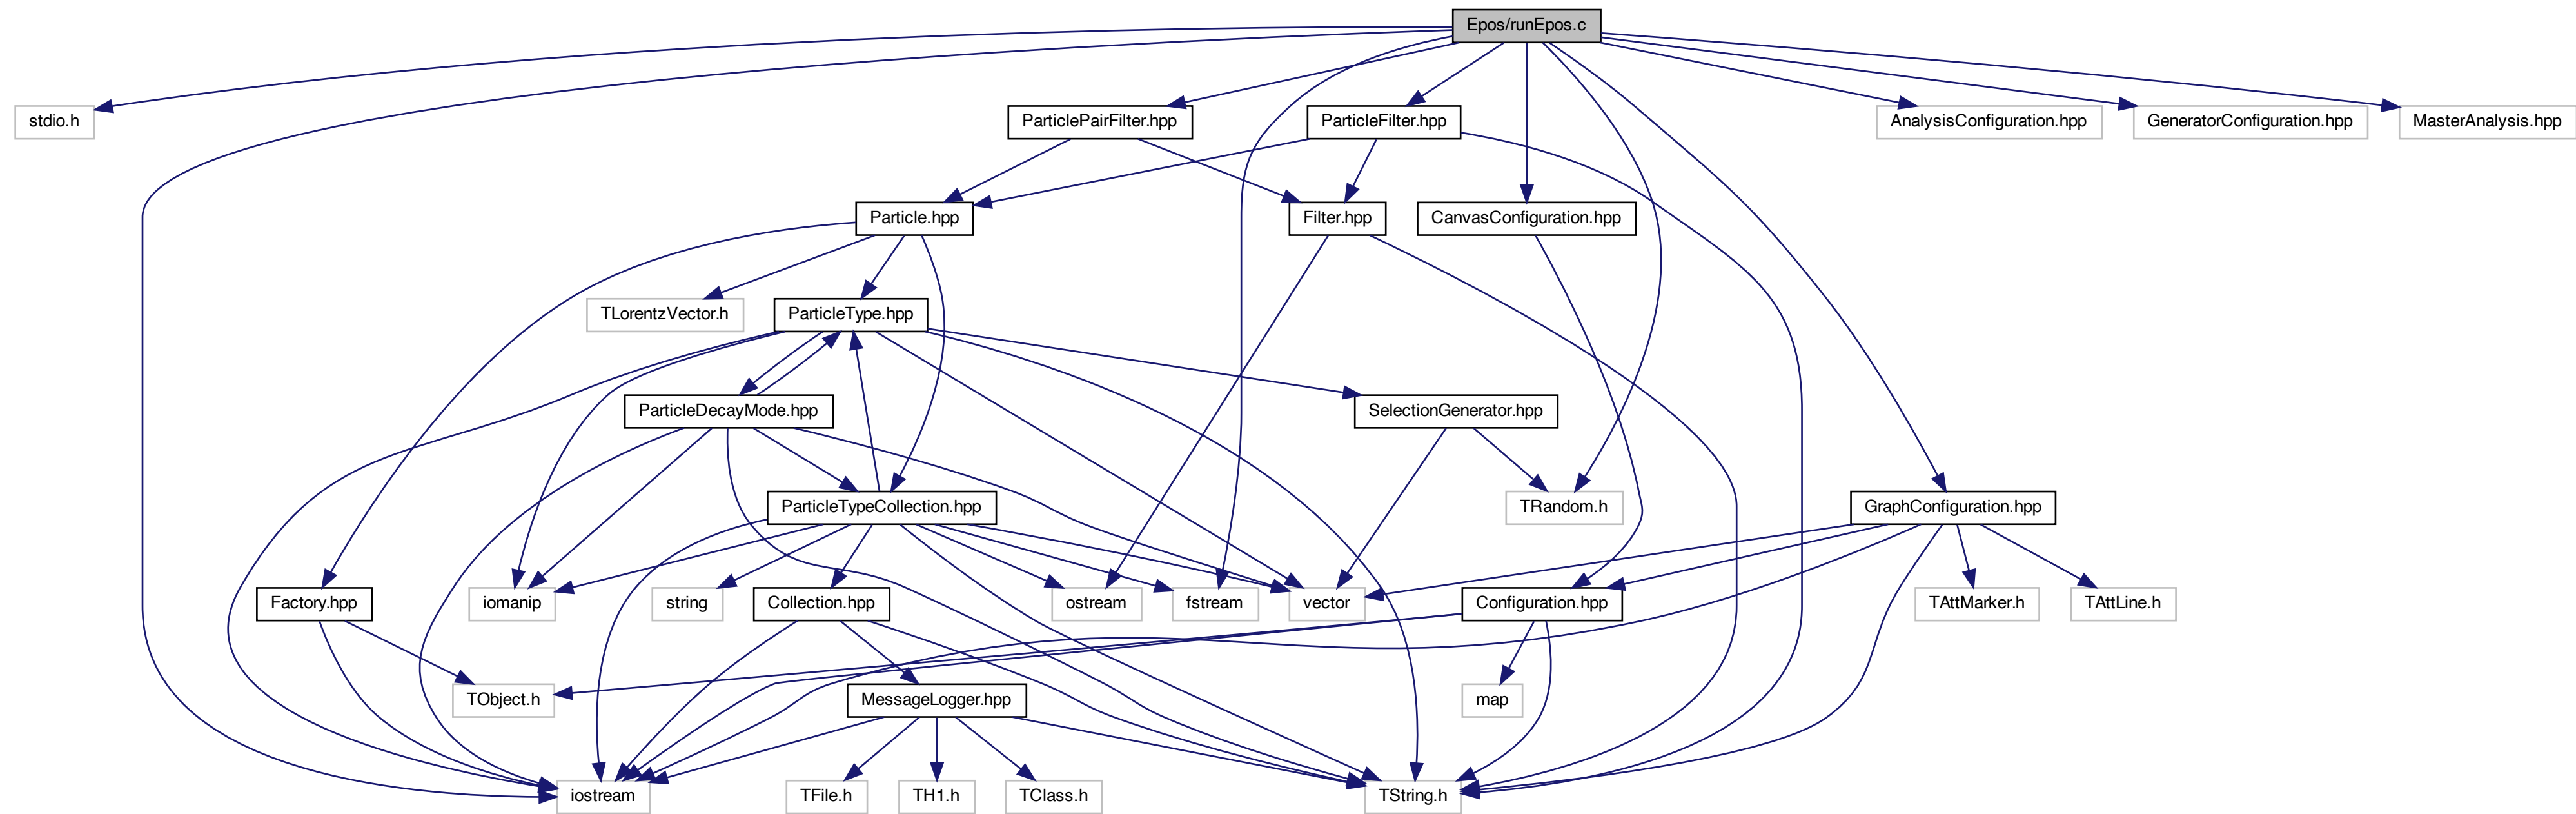 Epos/runEpos.c
stdio.h
ParticlePairFilter.hpp
ParticleFilter.hpp
AnalysisConfiguration.hpp
GeneratorConfiguration.hpp
MasterAnalysis.hpp
Particle.hpp
Filter.hpp
CanvasConfiguration.hpp
TLorentzVector.h
ParticleType.hpp
ParticleDecayMode.hpp
SelectionGenerator.hpp
ParticleTypeCollection.hpp
TRandom.h
GraphConfiguration.hpp
Factory.hpp
iomanip
string
Collection.hpp
ostream
fstream
vector
Configuration.hpp
TAttMarker.h
TAttLine.h
TObject.h
MessageLogger.hpp
map
iostream
TFile.h
TH1.h
TClass.h
TString.h